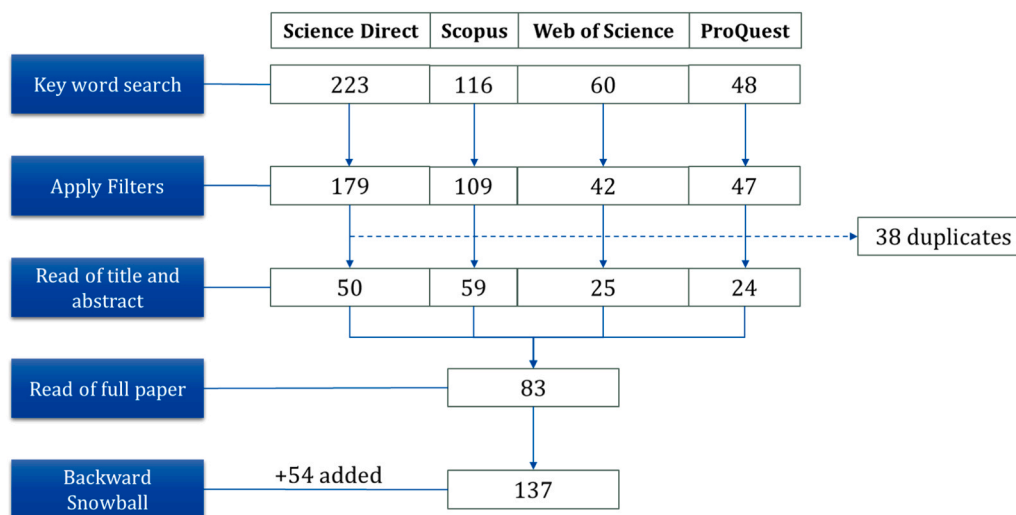 Science Direct Scopus Web of Science ProQuest
Key word search 223 116 60 48
Apply Filters 179 109 42 47
38 duplicates
Read of title and
abstract
50 59 25 24
Read of full paper 83
Backward
Snowball
+54 added
137